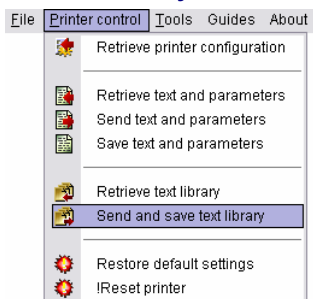 File Printer control Tools Guides About
Retrieve printer configuration
Retrieve text and parameters
Send text and parameters
Save text and parameters
Retrieve text library
Send and save text library
Restore default settings
!Reset printer